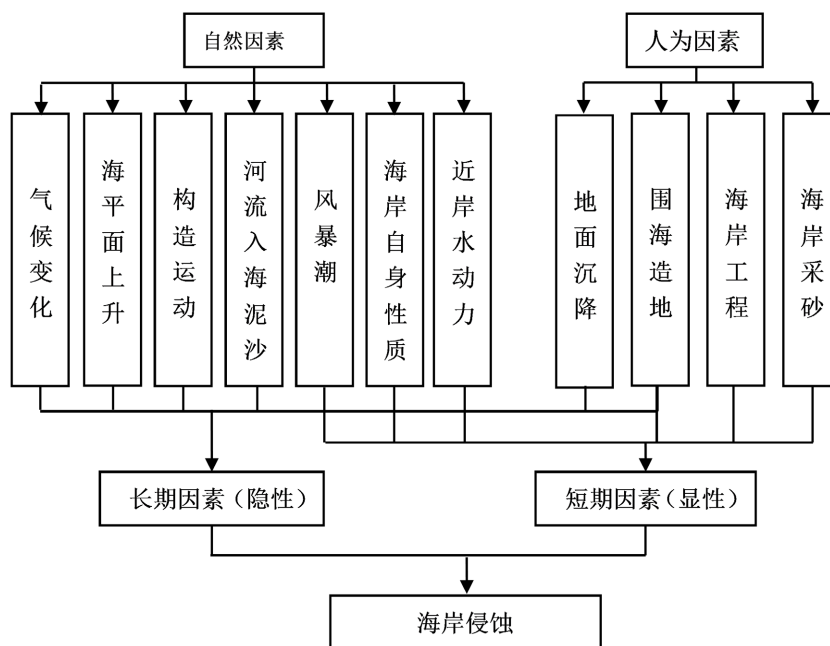 自然因素
人为因素
气候变化
海平面上升
构造运动
河流入海泥沙
风暴潮
海岸自身性质
近岸水动力
地面沉降
围海造地
海岸工程
海岸采砂
长期因素（隐性）
短期因素（显性）
海岸侵蚀